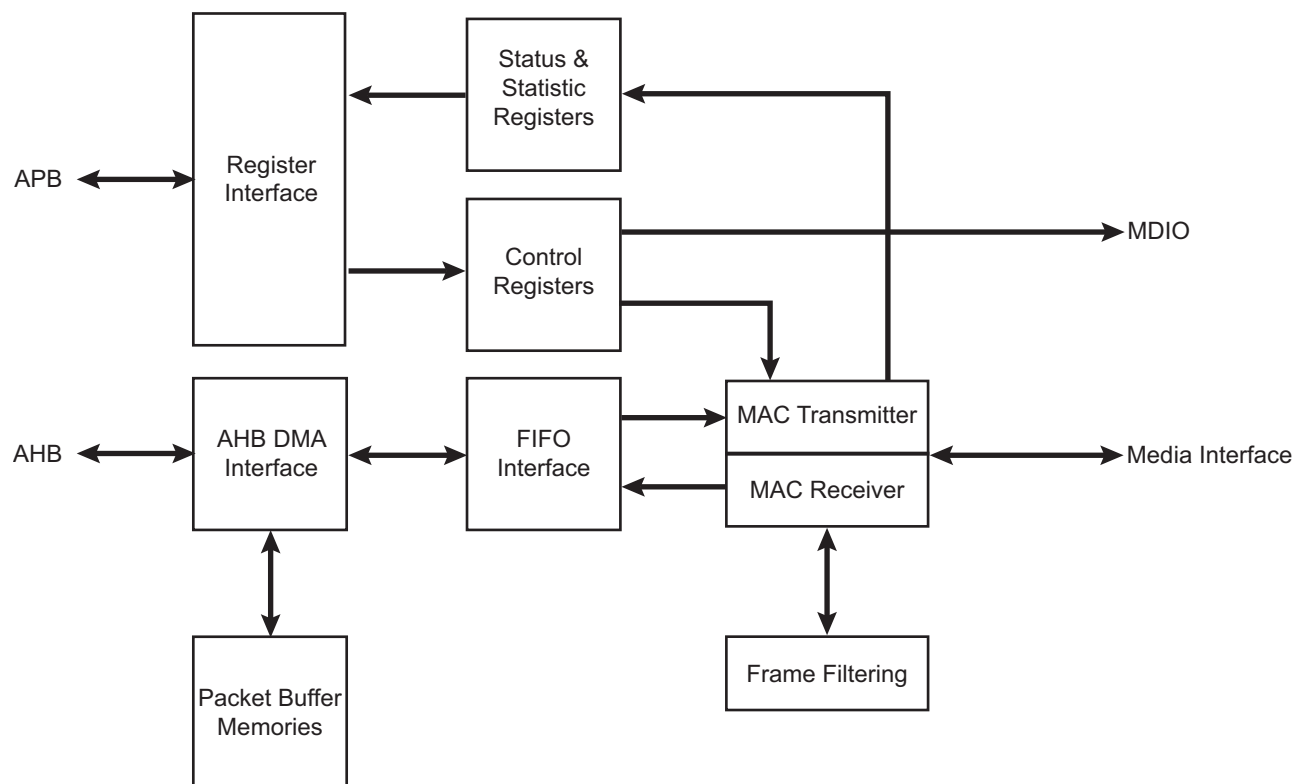 Status &
Statistic
Registers
APB
Register
Interface
Control
Registers
MDIO
AHB
AHB DMA
Interface
FIFO
Interface
MAC Transmitter
MAC Receiver
Media Interface
Packet Buffer
Memories
Frame Filtering